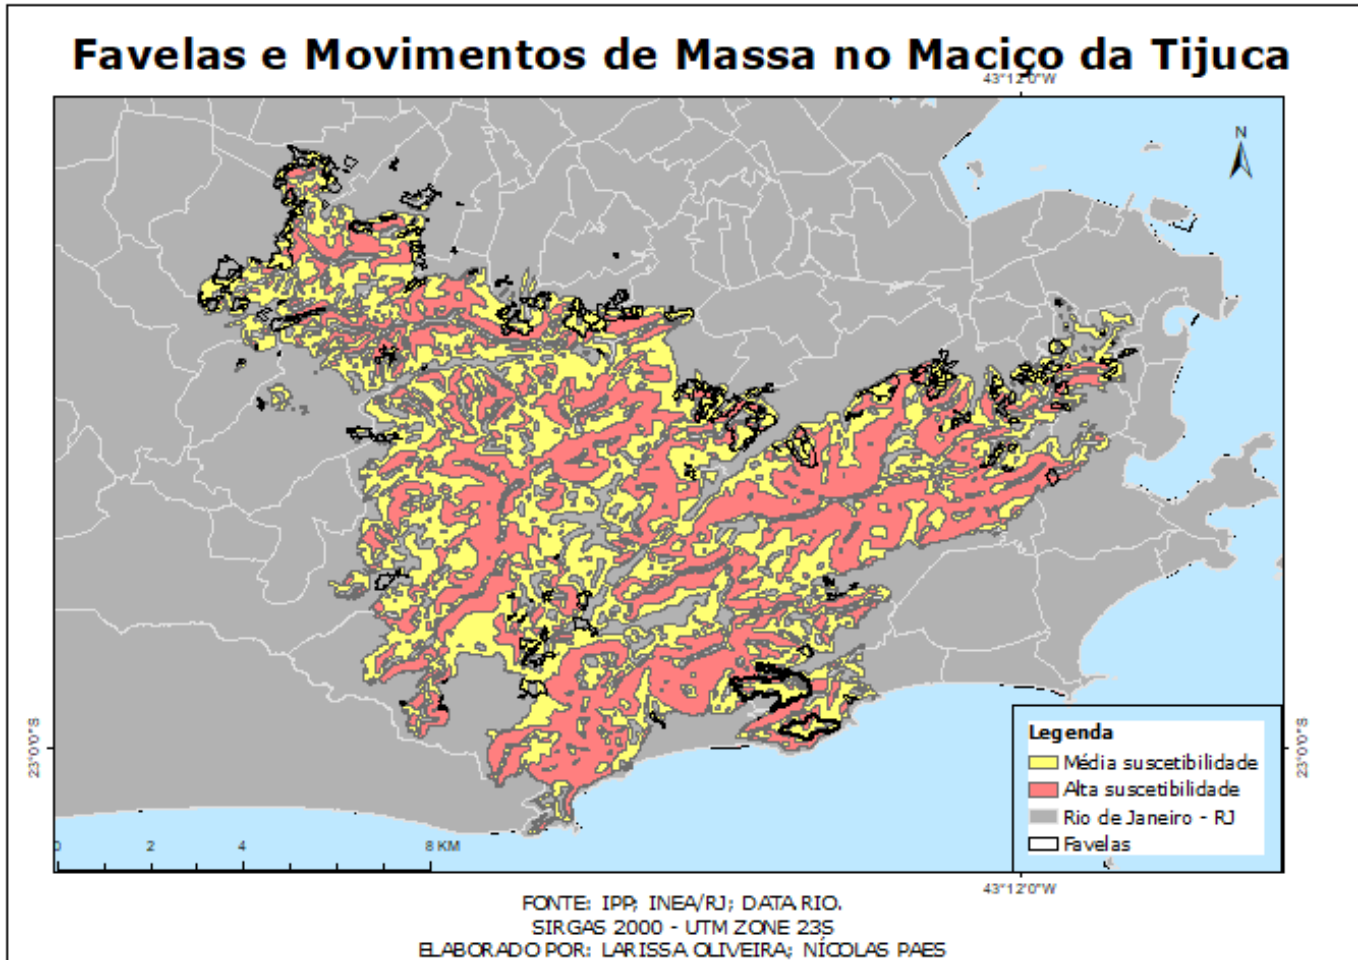 Favelas e Movimentos de Massa no Maciço da Tijuca
43°12'0"W
N
23°0'0"S
23°0'0"S
Legenda
Média suscetibilidade
Alta suscetibilidade
Rio de Janeiro - RJ
Favelas
0 2 4 8 KM
43°12'0"W
FONTE: IPP; INEA/RJ; DATA.RIO.
SIRGAS 2000 - UTM ZONE 23S
ELABORADO POR: LARISSA OLIVEIRA; NÍCOLAS PAES